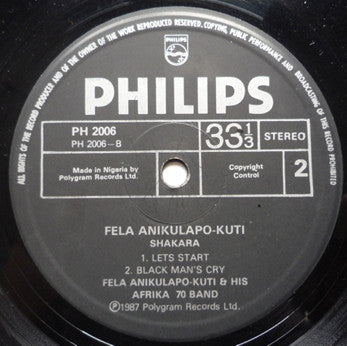 ALL RIGHTS OF THE RECORD PRODUCER AND OF THE OWNER OF THE WORK REPRODUCED RESERVED
COPYING, PUBLIC PERFORMANCE AND BROADCASTING OF THIS RECORD PROHIBITED
PHILIPS
PHILIPS
PH 2006
PH 2006-B
33 1/3
STEREO
Made in Nigeria by
Polygram Records Ltd.
Copyright
Control
2
FELA ANIKULAPO-KUTI
SHAKARA
1. LETS START
2. BLACK MAN'S CRY
FELA ANIKULAPO-KUTI & HIS
AFRIKA 70 BAND
℗1987 Polygram Records Ltd.